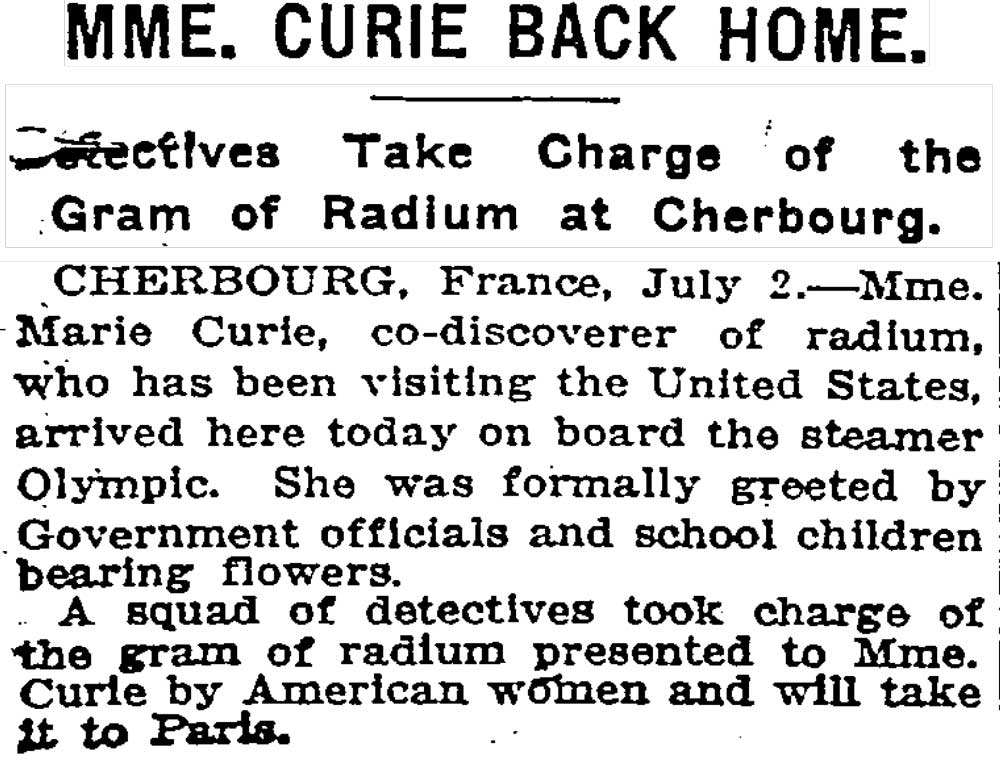 MME. CURIE BACK HOME.
Detectives Take Charge of the
Gram of Radium at Cherbourg.
CHERBOURG, France, July 2.—Mme.
Marie Curie, co-discoverer of radium,
who has been visiting the United States,
arrived here today on board the steamer
Olympic. She was formally greeted by
Government officials and school children
bearing flowers.
A squad of detectives took charge of
the gram of radium presented to Mme.
Curie by American women and will take
it to Paris.